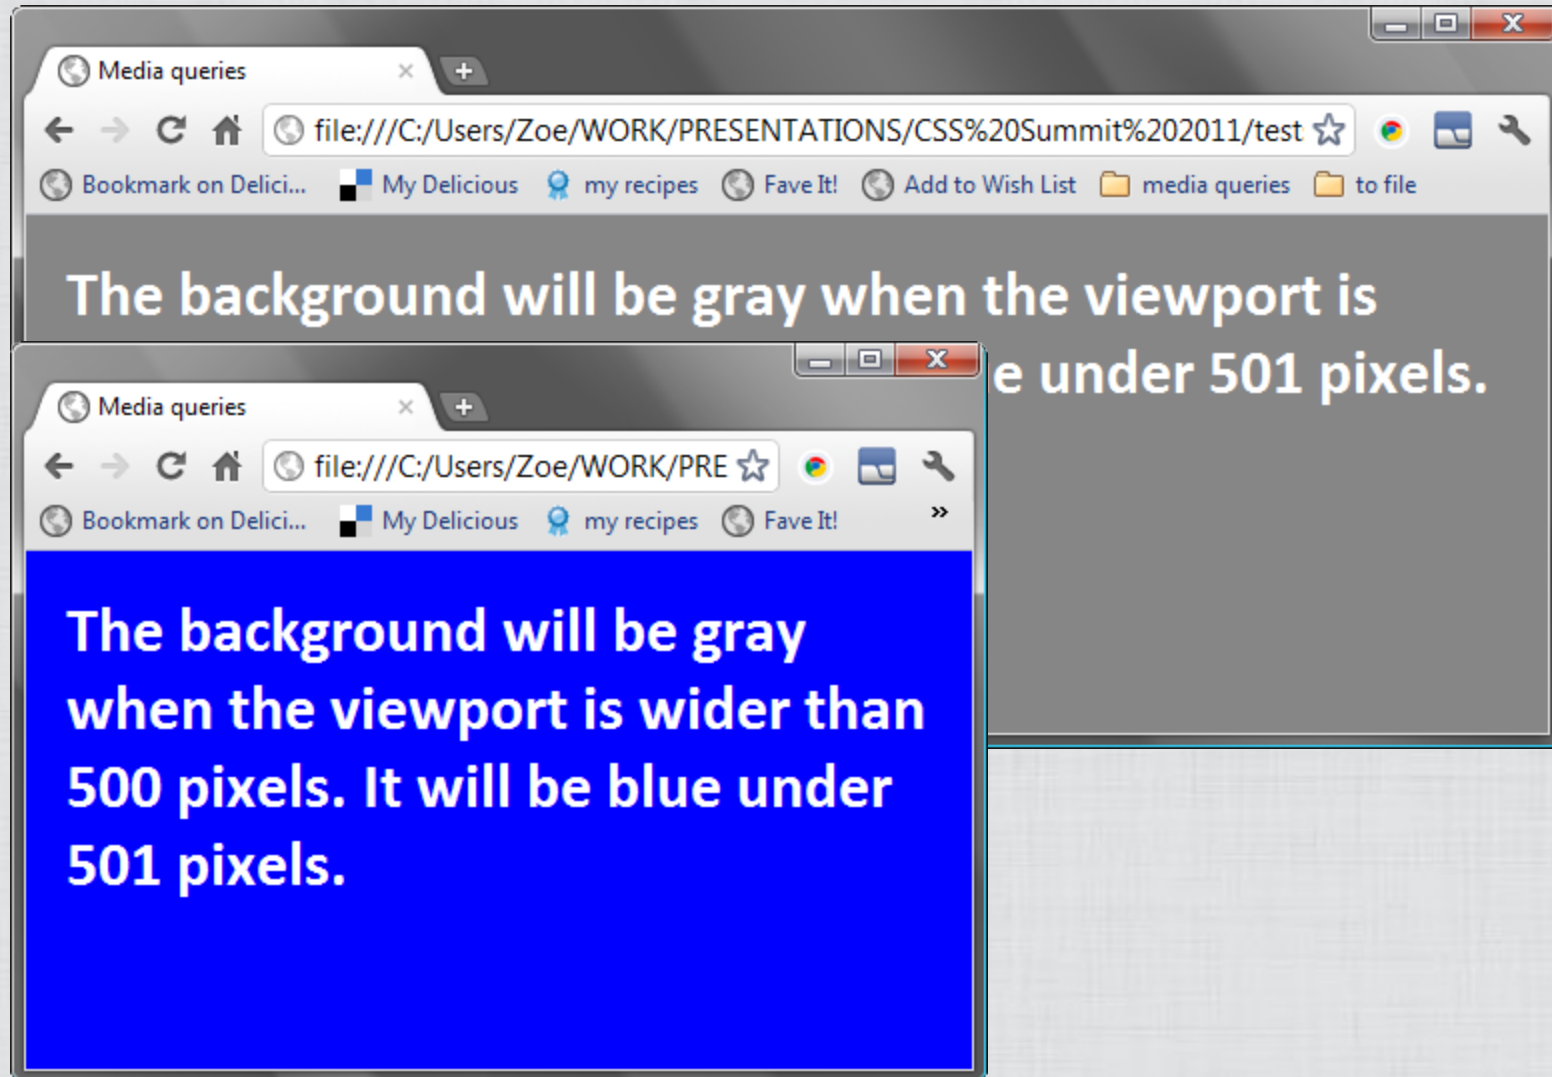 Media queries
file:///C:/Users/Zoe/WORK/PRESENTATIONS/CSS%20Summit%202011/test
Bookmark on Delici... My Delicious my recipes Fave It! Add to Wish List media queries to file
The background will be gray when the viewport is
e under 501 pixels.
Media queries
file:///C:/Users/Zoe/WORK/PRE
Bookmark on Delici... My Delicious my recipes Fave It! »
The background will be gray
when the viewport is wider than
500 pixels. It will be blue under
501 pixels.